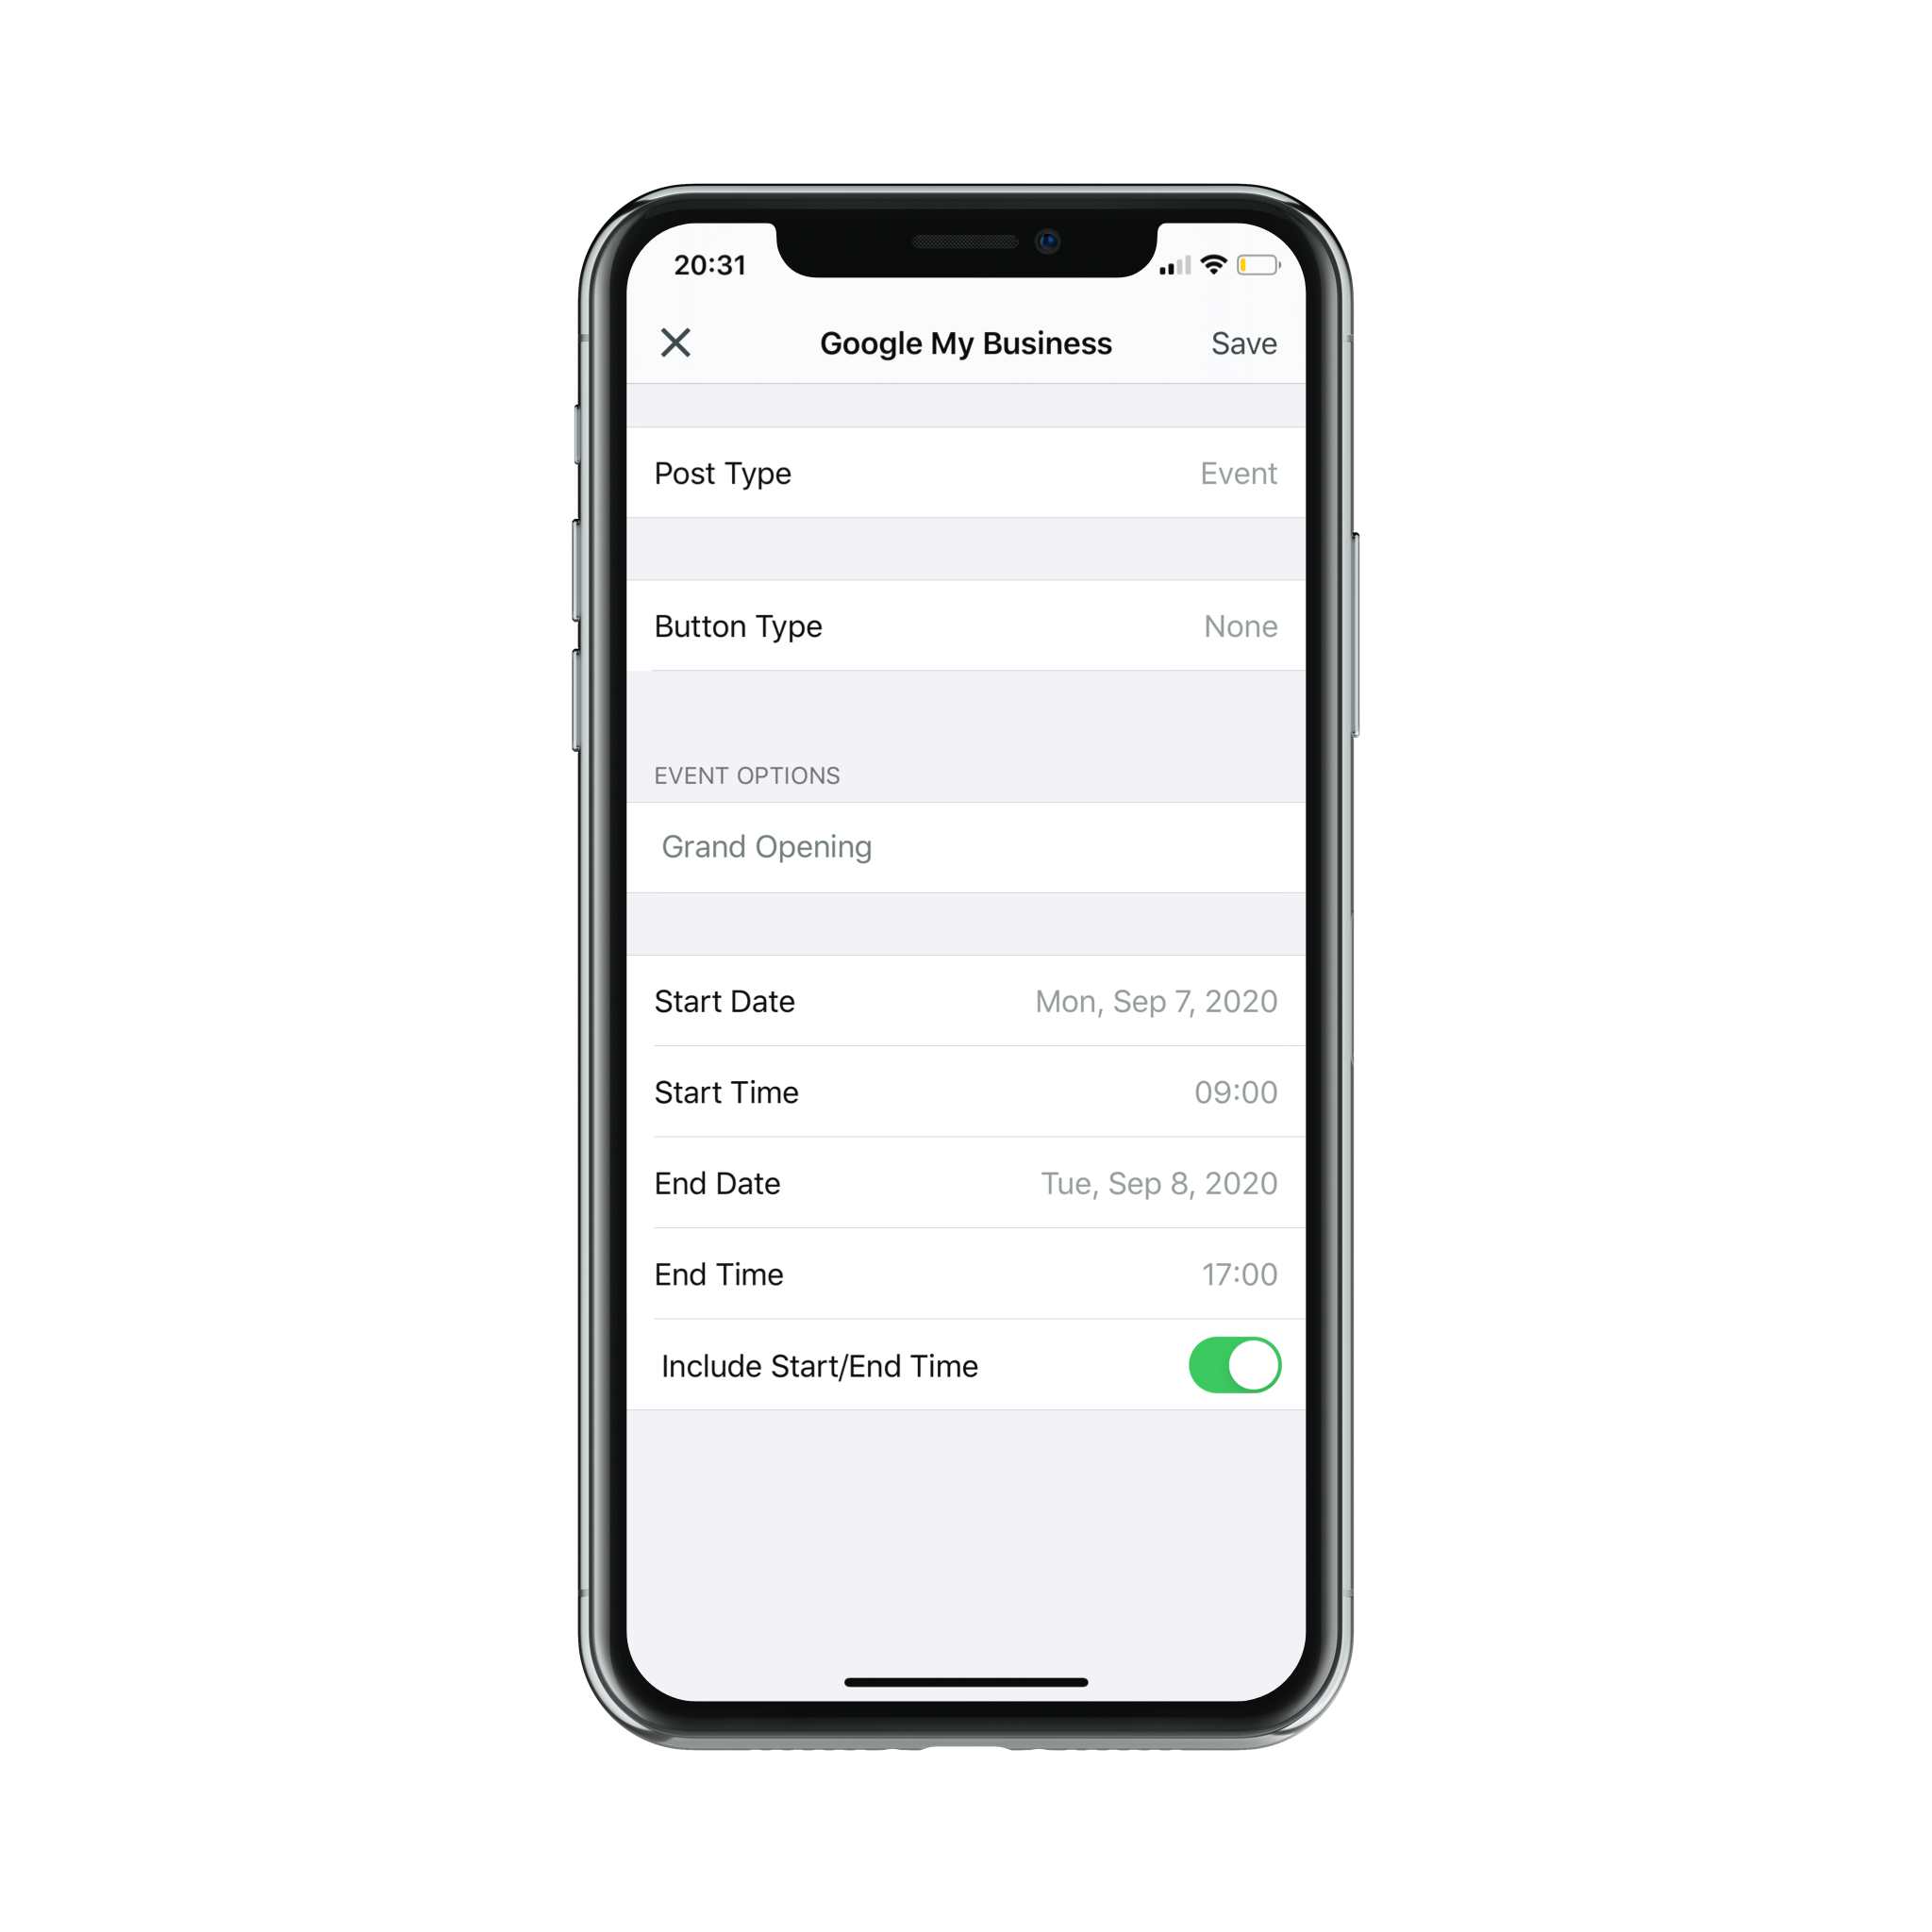 20:31
Google My Business Save
Post Type Event
Button Type None
EVENT OPTIONS
Grand Opening
Start Date Mon, Sep 7, 2020
Start Time 09:00
End Date Tue, Sep 8, 2020
End Time 17:00
Include Start/End Time